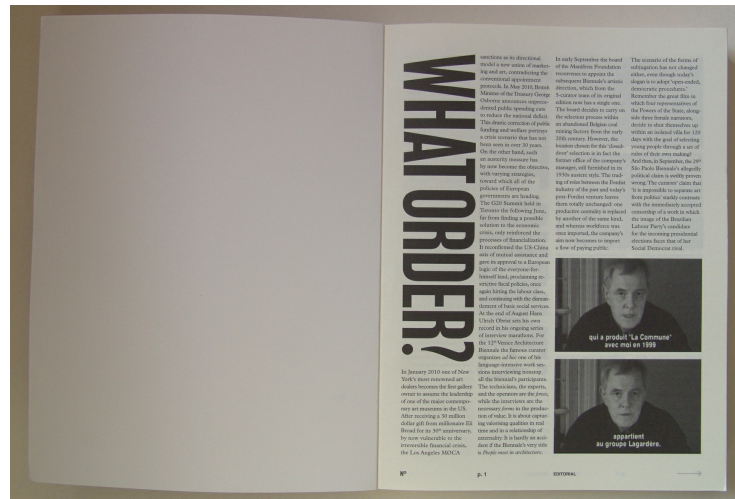 WHAT ORDER?
In January 2010 one of New
York's most renowned art
dealers becomes the first gallery
owner to assume the leadership
of one of the major contempo-
rary art museums in the US.
After receiving a 30 million
dollar gift from millionaire Eli
Broad for its 30th anniversary,
by now vulnerable to the
irreversible financial crisis,
the Los Angeles MOCA
sanctions as its directional
model a new union of market-
ing and art, contradicting the
conventional appointment
protocols. In May 2010, British
Minister of the Treasury George
Osborne announces unprece-
dented public spending cuts
to reduce the national deficit.
This drastic correction of public
funding and welfare portrays
a crisis scenario that has not
been seen in over 30 years.
On the other hand, such
an austerity measure has
by now become the objective,
with varying strategies,
toward which all of the
policies of European
governments are heading.
The G20 Summit held in
Toronto the following June,
far from finding a possible
solution to the economic
crisis, only reinforced the
processes of financialization.
It reconfirmed the US-China
axis of mutual assistance and
gave its approval to a European
logic of the everyone-for-
himself kind, proclaiming re-
strictive fiscal policies, once
again hitting the labour class,
and continuing with the disman-
tlement of basic social services.
At the end of August Hans
Ulrich Obrist sets his own
record in his ongoing series
of interview marathons. For
the 12th Venice Architecture
Biennale the famous curator
organizes ad hoc one of his
language-intensive work ses-
sions interviewing nonstop
all the biennial's participants.
The technicians, the experts,
and the operators are the forces,
while the interviews are the
necessary forms in the produc-
tion of value. It is about captur-
ing valorising qualities in real
time and in a relationship of
externality. It is hardly an acci-
dent if the Biennale's very title
is People meet in architecture.
In early September the board
of the Manifesta Foundation
reconvenes to appoint the
subsequent Biennale's artistic
direction, which from the
5-curator team of its original
edition now has a single one.
The board decides to carry on
the selection process within
an abandoned Belgian coal
mining factory from the early
20th century. However, the
location chosen for this 'closed-
door' selection is in fact the
former office of the company's
manager, still furnished in its
1930s austere style. The trad-
ing of roles between the Fordist
industry of the past and today's
post-Fordist venture leaves
them totally unchanged: one
productive centrality is replaced
by another of the same kind,
and whereas workforce was
once imported, the company's
aim now becomes to import
a flow of paying public.
The scenario of the forms of
subjugation has not changed
either, even though today's
slogan is to adopt 'open-ended,
democratic procedures.'
Remember the great film in
which four representatives of
the Powers of the State, along-
side three female narrators,
decide to shut themselves up
within an isolated villa for 120
days with the goal of subjecting
young people through a set of
rules of their own making?
And then, in September, the 29th
São Paolo Biennale's allegedly
political claim is swiftly proven
wrong. The curators' claim that
'it is impossible to separate art
from politics' starkly contrasts
with the immediately accepted
censorship of a work in which
the image of the Brazilian
Labour Party's candidate
for the upcoming presidential
elections faces that of her
Social Democrat rival.
qui a produit "La Commune"
avec moi en 1999
appartient
au groupe Lagardère.
Nº
p. 1
EDITORIAL